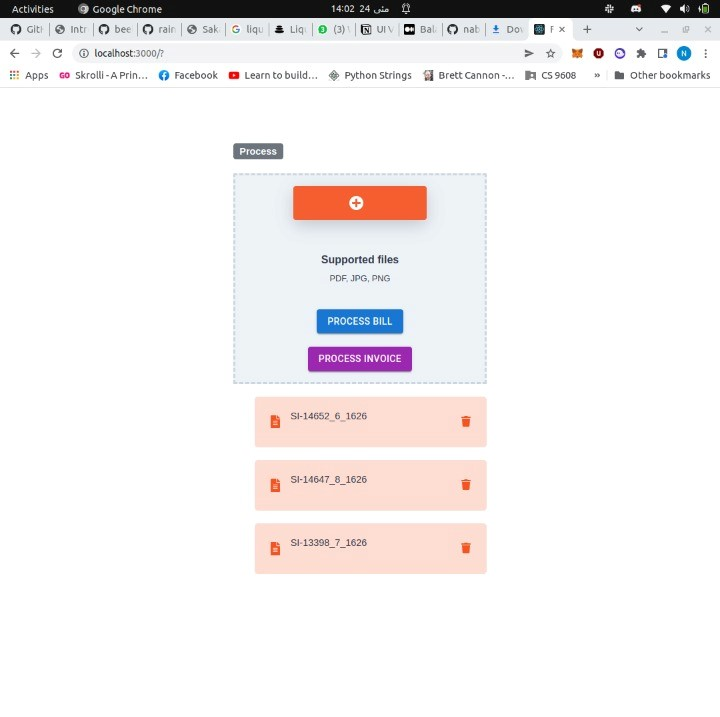 Activities Google Chrome 14:02 24 مئی
Git Intr bee rain Sak liqu Liq (3) UI V Bal nab Dov F
localhost:3000/?
Apps GO Skrolli - A Prin... Facebook Learn to build... Python Strings Brett Cannon -... CS 9608 » Other bookmarks
Process
Supported files
PDF, JPG, PNG
PROCESS BILL
PROCESS INVOICE
SI-14652_6_1626
SI-14647_8_1626
SI-13398_7_1626